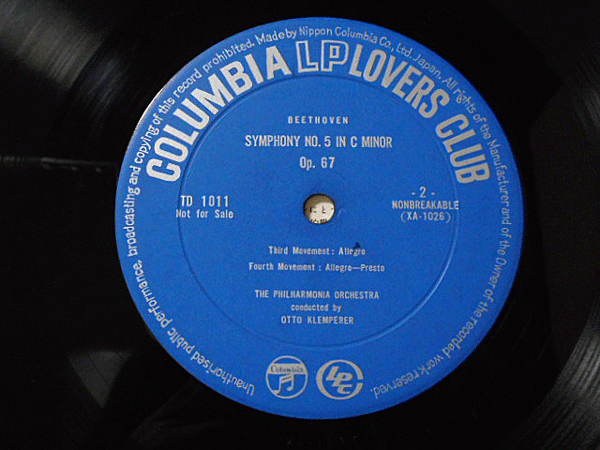 Unauthorised public performance, broadcasting and copying of this record prohibited. Made by Nippon Columbia Co., Ltd. Japan. All rights of the Manufacturer and of the Owner of the recorded work reserved.
COLUMBIA LP LOVERS CLUB
BEETHOVEN
SYMPHONY NO. 5 IN C MINOR
Op. 67
TD 1011
Not for Sale
- 2 -
NONBREAKABLE
(XA-1026)
Third Movement : Allegro
Fourth Movement : Allegro—Presto
THE PHILHARMONIA ORCHESTRA
conducted by
OTTO KLEMPERER
Columbia